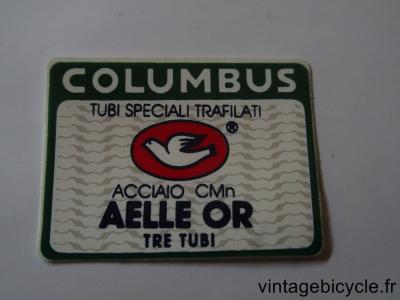 COLUMBUS
TUBI SPECIALI TRAFILATI
®
ACCIAIO CMn
AELLE OR
TRE TUBI
vintagebicycle.fr